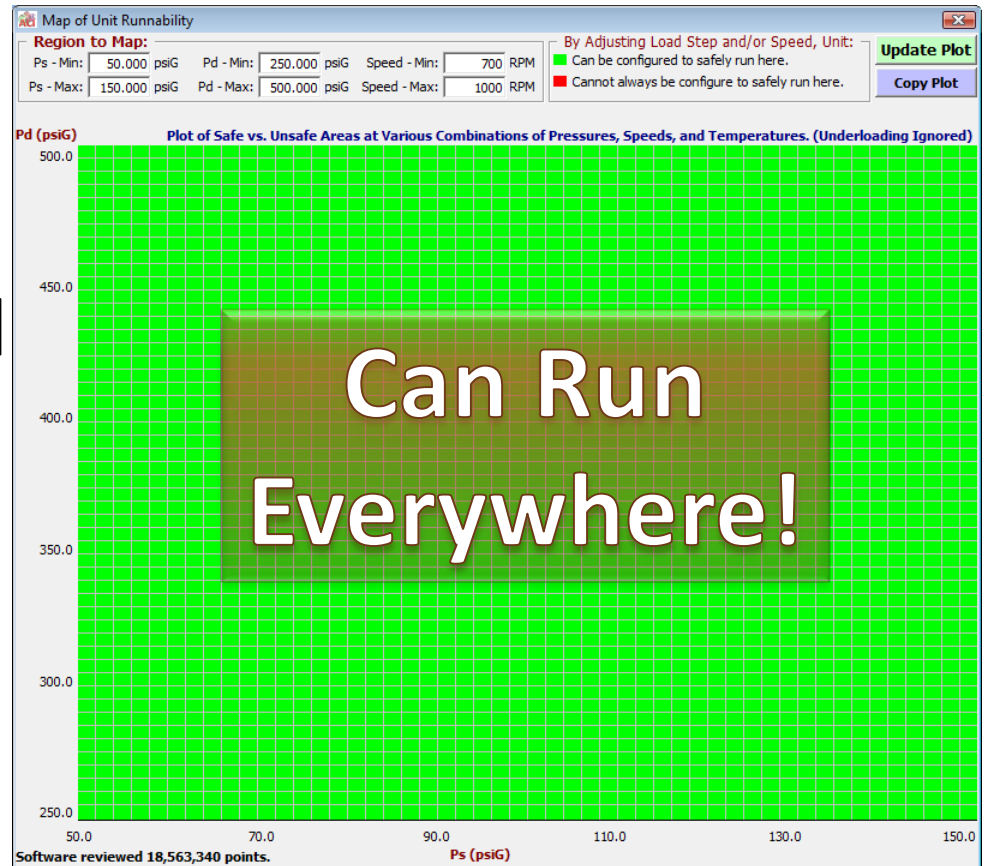 Map of Unit Runnability
Region to Map:
Ps - Min: 50.000 psiG Pd - Min: 250.000 psiG Speed - Min: 700 RPM
Ps - Max: 150.000 psiG Pd - Max: 500.000 psiG Speed - Max: 1000 RPM
By Adjusting Load Step and/or Speed, Unit:
Can be configured to safely run here.
Cannot always be configure to safely run here.
Update Plot
Copy Plot
Pd (psiG) Plot of Safe vs. Unsafe Areas at Various Combinations of Pressures, Speeds, and Temperatures. (Underloading Ignored)
500.0
450.0
400.0
350.0
300.0
250.0
Can Run
Everywhere!
50.0 70.0 90.0 110.0 130.0 150.0
Software reviewed 18,563,340 points. Ps (psiG)